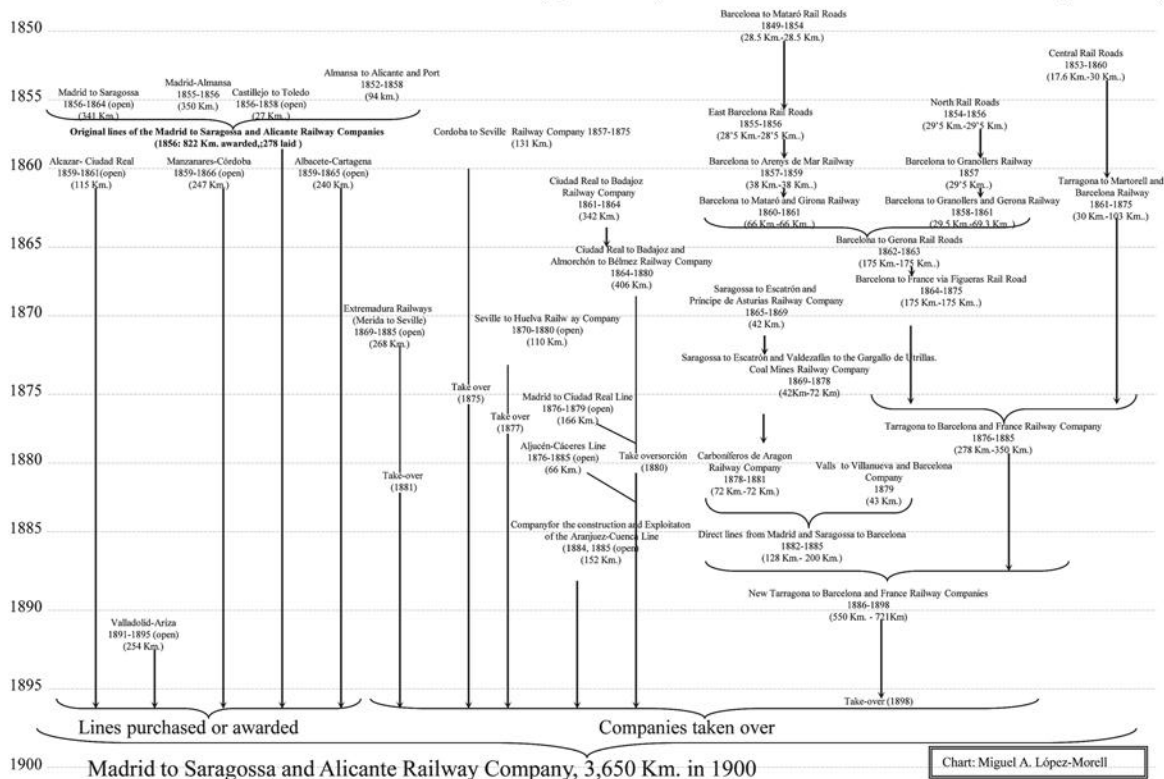 1850
1855
1860
1865
1870
1875
1880
1885
1890
1895
1900
Madrid to Saragossa
1856-1864 (open)
(341 Km.)
Madrid-Almansa
1855-1856
(350 Km.)
Castillejo to Toledo
1856-1858 (open)
(27 Km..)
Almansa to Alicante and Port
1852-1858
(94 km.)
Original lines of the Madrid to Saragossa and Alicante Railway Companies
(1856: 822 Km. awarded,;278 laid )
Alcazar- Ciudad Real
1859-1861(open)
(115 Km.)
Manzanares-Córdoba
1859-1866 (open)
(247 Km.)
Albacete-Cartagena
1859-1865 (open)
(240 Km.)
Cordoba to Seville Railway Company 1857-1875
(131 Km.)
Ciudad Real to Badajoz
Railway Company
1861-1864
(342 Km.)
Ciudad Real to Badajoz and
Almorchón to Bélmez Railway Company
1864-1880
(406 Km.)
Extremadura Railways
(Merida to Seville)
1869-1885 (open)
(268 Km.)
Seville to Huelva Railw ay Company
1870-1880 (open)
(110 Km.)
Take over
(1875)
Take over
(1877)
Madrid to Ciudad Real Line
1876-1879 (open)
(166 Km.)
Aljucén-Cáceres Line
1876-1885 (open)
(66 Km.)
Take oversorción
(1880)
Take-over
(1881)
Companyfor the construction and Exploitaton
of the Aranjuez-Cuenca Line
(1884, 1885 (open)
(152 Km.)
Valladolid-Ariza
1891-1895 (open)
(254 Km.)
Barcelona to Mataró Rail Roads
1849-1854
(28.5 Km.-28.5 Km.)
East Barcelona Rail Roads
1855-1856
(28'5 Km.-28'5 Km..)
Barcelona to Arenys de Mar Railway
1857-1859
(38 Km.-38 Km..)
Barcelona to Mataró and Girona Railway
1860-1861
(66 Km.-66 Km..)
North Rail Roads
1854-1856
(29'5 Km.-29'5 Km.)
Barcelona to Granollers Railway
1857
(29'5 Km..)
Barcelona to Granollers and Gerona Railway
1858-1861
(29.5 Km.-69.3 Km..)
Central Rail Roads
1853-1860
(17.6 Km.-30 Km..)
Tarragona to Martorell and
Barcelona Railway
1861-1875
(30 Km.-103 Km..)
Barcelona to Gerona Rail Roads
1862-1863
(175 Km.-175 Km..)
Barcelona to France via Figueras Rail Road
1864-1875
(175 Km.-175 Km..)
Saragossa to Escatrón and
Príncipe de Asturias Railway Company
1865-1869
(42 Km.)
Saragossa to Escatrón and Valdezafán to the Gargallo de Utrillas.
Coal Mines Railway Company
1869-1878
(42Km-72 Km)
Tarragona to Barcelona and France Railway Comapany
1876-1885
(278 Km.-350 Km.)
Carboníferos de Aragon
Railway Company
1878-1881
(72 Km.-72 Km.)
Valls to Villanueva and Barcelona
Company
1879
(43 Km.)
Direct lines from Madrid and Saragossa to Barcelona
1882-1885
(128 Km.- 200 Km.)
New Tarragona to Barcelona and France Railway Companies
1886-1898
(550 Km. - 721Km)
Take-over (1898)
Lines purchased or awarded
Companies taken over
Madrid to Saragossa and Alicante Railway Company, 3,650 Km. in 1900
Chart: Miguel A. López-Morell